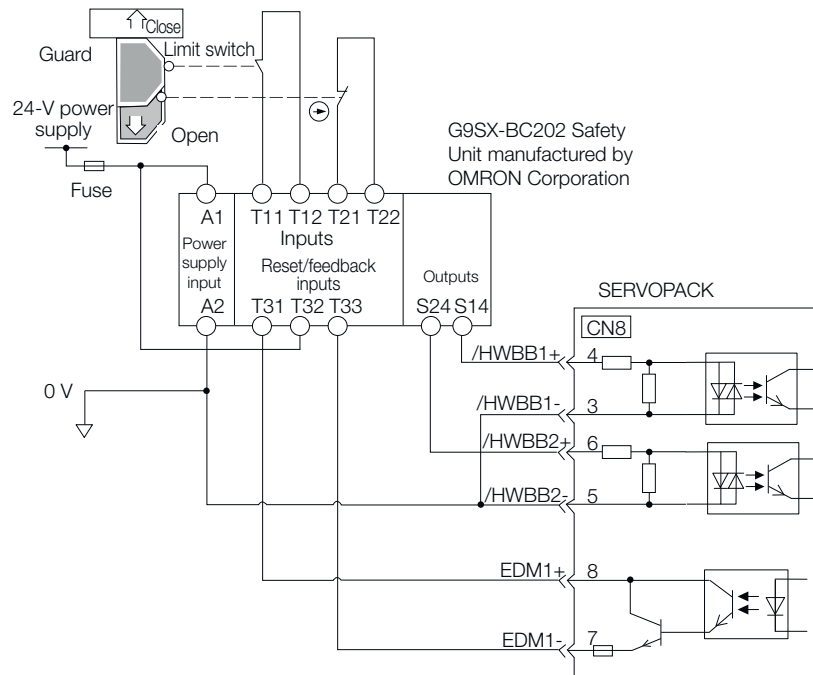 Close
Guard
Limit switch
24-V power
supply
Open
Fuse
G9SX-BC202 Safety
Unit manufactured by
OMRON Corporation
A1
T11 T12 T21 T22
Power
supply
input
Inputs
Reset/feedback
inputs
Outputs
A2
T31 T32 T33
S24 S14
SERVOPACK
CN8
/HWBB1+ 4
0 V
/HWBB1- 3
/HWBB2+ 6
/HWBB2- 5
EDM1+ 8
EDM1- 7